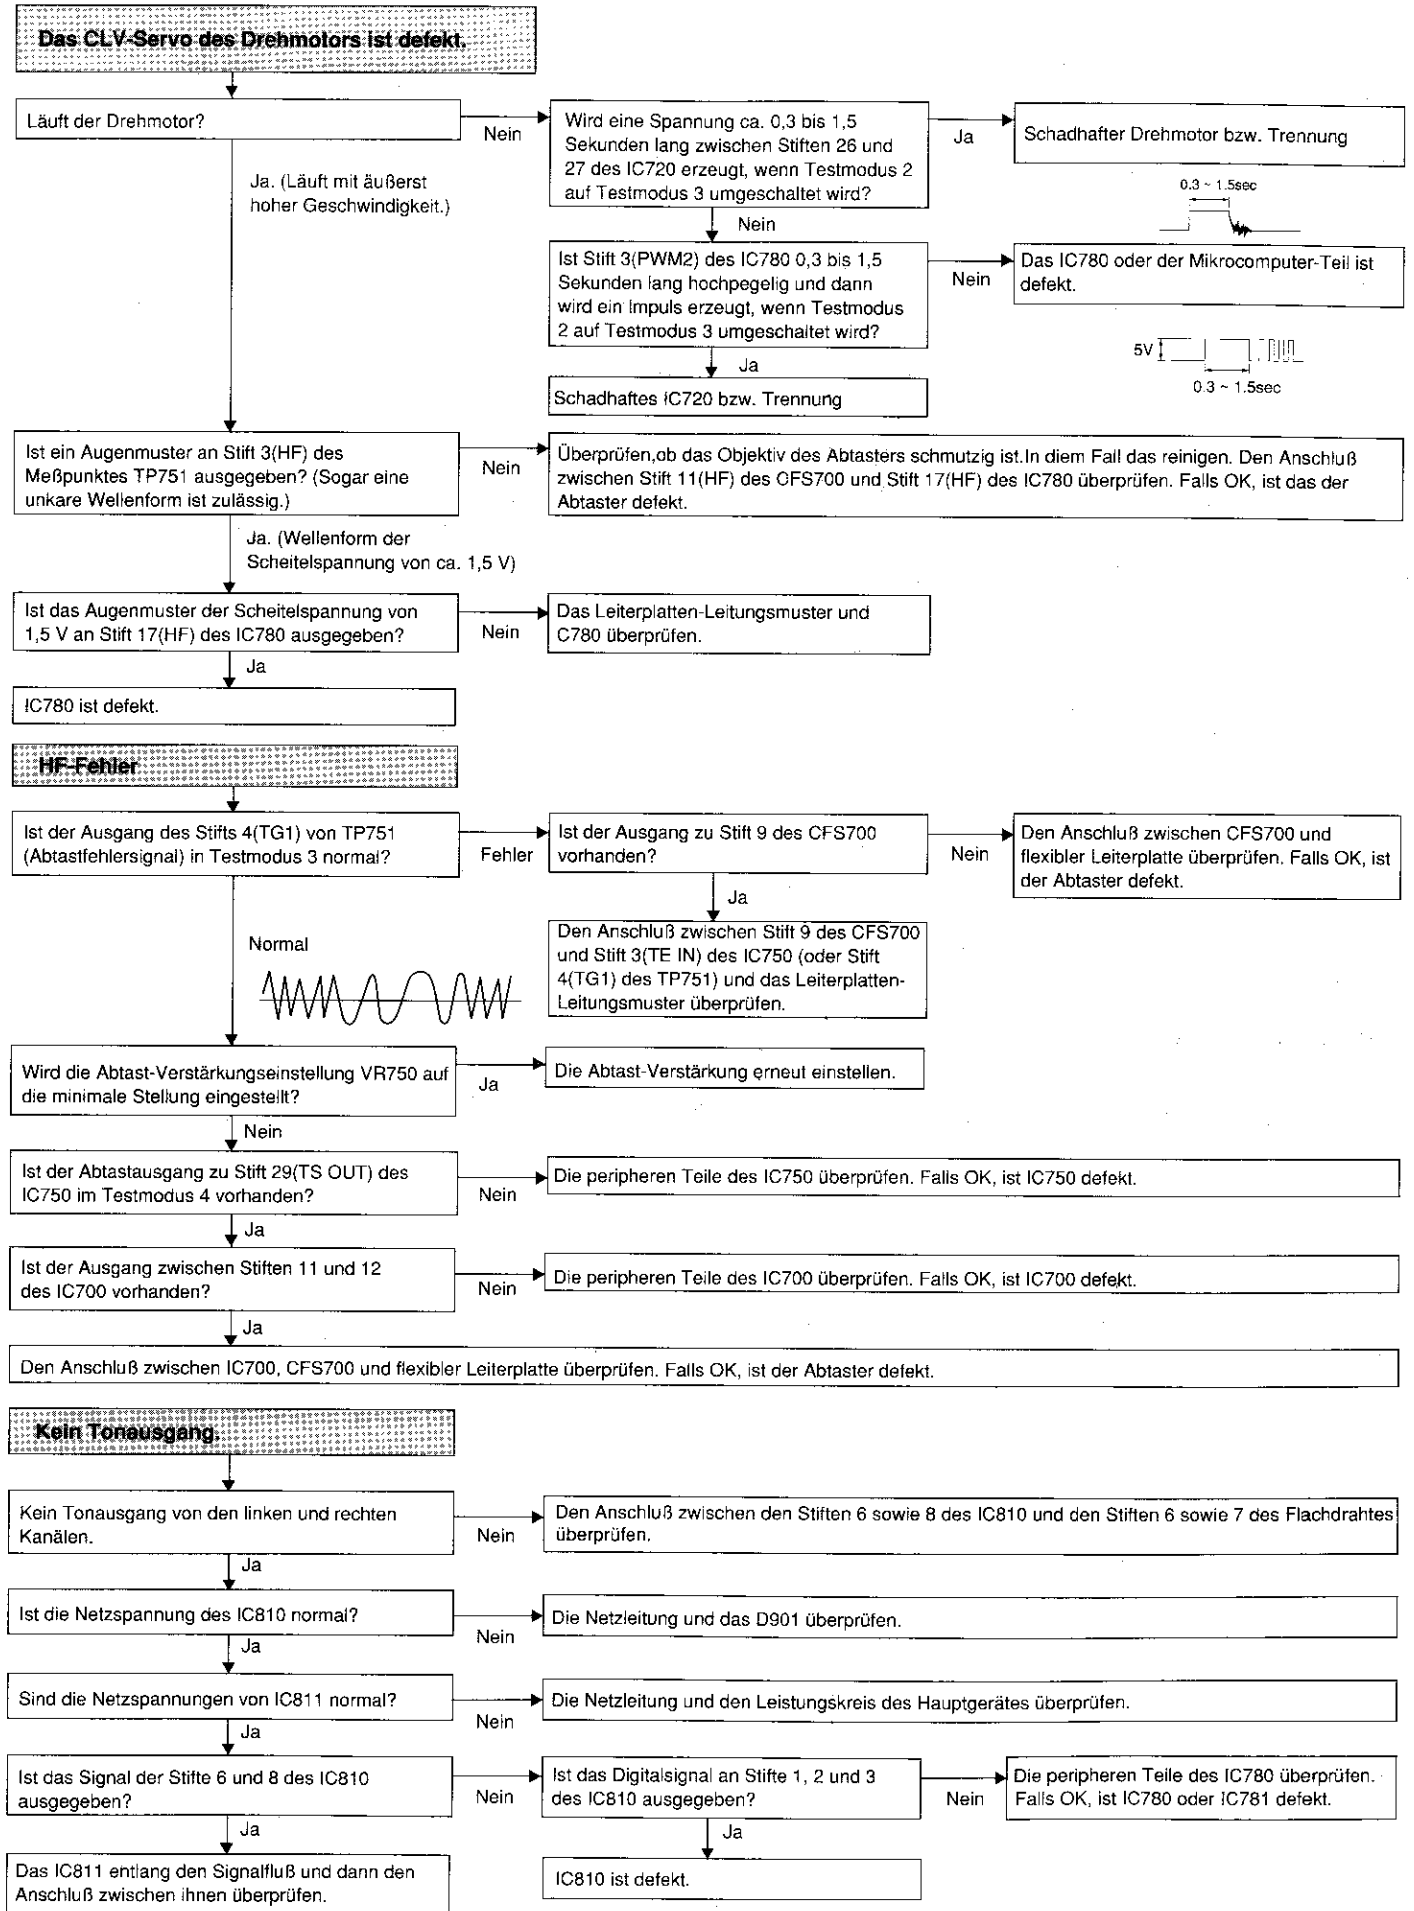 Das CLV-Servo des Drehmotors ist defekt.
Läuft der Drehmotor?
Nein
Wird eine Spannung ca. 0,3 bis 1,5
Sekunden lang zwischen Stiften 26 und
27 des IC720 erzeugt, wenn Testmodus 2
auf Testmodus 3 umgeschaltet wird?
Ja
Schadhafter Drehmotor bzw. Trennung
0.3 ~ 1.5sec
Ja. (Läuft mit äußerst
hoher Geschwindigkeit.)
Nein
Ist Stift 3(PWM2) des IC780 0,3 bis 1,5
Sekunden lang hochpegelig und dann
wird ein Impuls erzeugt, wenn Testmodus
2 auf Testmodus 3 umgeschaltet wird?
Nein
Das IC780 oder der Mikrocomputer-Teil ist
defekt.
5V
0.3 ~ 1.5sec
Ja
Schadhaftes IC720 bzw. Trennung
Ist ein Augenmuster an Stift 3(HF) des
Meßpunktes TP751 ausgegeben? (Sogar eine
unkare Wellenform ist zulässig.)
Nein
Überprüfen,ob das Objektiv des Abtasters schmutzig ist.In diem Fall das reinigen. Den Anschluß
zwischen Stift 11(HF) des CFS700 und Stift 17(HF) des IC780 überprüfen. Falls OK, ist das der
Abtaster defekt.
Ja. (Wellenform der
Scheitelspannung von ca. 1,5 V)
Ist das Augenmuster der Scheitelspannung von
1,5 V an Stift 17(HF) des IC780 ausgegeben?
Nein
Das Leiterplatten-Leitungsmuster und
C780 überprüfen.
Ja
IC780 ist defekt.
HF-Fehler
Ist der Ausgang des Stifts 4(TG1) von TP751
(Abtastfehlersignal) in Testmodus 3 normal?
Fehler
Ist der Ausgang zu Stift 9 des CFS700
vorhanden?
Nein
Den Anschluß zwischen CFS700 und
flexibler Leiterplatte überprüfen. Falls OK, ist
der Abtaster defekt.
Ja
Normal
Den Anschluß zwischen Stift 9 des CFS700
und Stift 3(TE IN) des IC750 (oder Stift
4(TG1) des TP751) und das Leiterplatten-
Leitungsmuster überprüfen.
Wird die Abtast-Verstärkungseinstellung VR750 auf
die minimale Stellung eingestellt?
Ja
Die Abtast-Verstärkung erneut einstellen.
Nein
Ist der Abtastausgang zu Stift 29(TS OUT) des
IC750 im Testmodus 4 vorhanden?
Nein
Die peripheren Teile des IC750 überprüfen. Falls OK, ist IC750 defekt.
Ja
Ist der Ausgang zwischen Stiften 11 und 12
des IC700 vorhanden?
Nein
Die peripheren Teile des IC700 überprüfen. Falls OK, ist IC700 defekt.
Ja
Den Anschluß zwischen IC700, CFS700 und flexibler Leiterplatte überprüfen. Falls OK, ist der Abtaster defekt.
Kein Tonausgang.
Kein Tonausgang von den linken und rechten
Kanälen.
Nein
Den Anschluß zwischen den Stiften 6 sowie 8 des IC810 und den Stiften 6 sowie 7 des Flachdrahtes
überprüfen.
Ja
Ist die Netzspannung des IC810 normal?
Nein
Die Netzleitung und das D901 überprüfen.
Ja
Sind die Netzspannungen von IC811 normal?
Nein
Die Netzleitung und den Leistungskreis des Hauptgerätes überprüfen.
Ja
Ist das Signal der Stifte 6 und 8 des IC810
ausgegeben?
Nein
Ist das Digitalsignal an Stifte 1, 2 und 3
des IC810 ausgegeben?
Nein
Die peripheren Teile des IC780 überprüfen.
Falls OK, ist IC780 oder IC781 defekt.
Ja
Ja
Das IC811 entlang den Signalfluß und dann den
Anschluß zwischen ihnen überprüfen.
IC810 ist defekt.